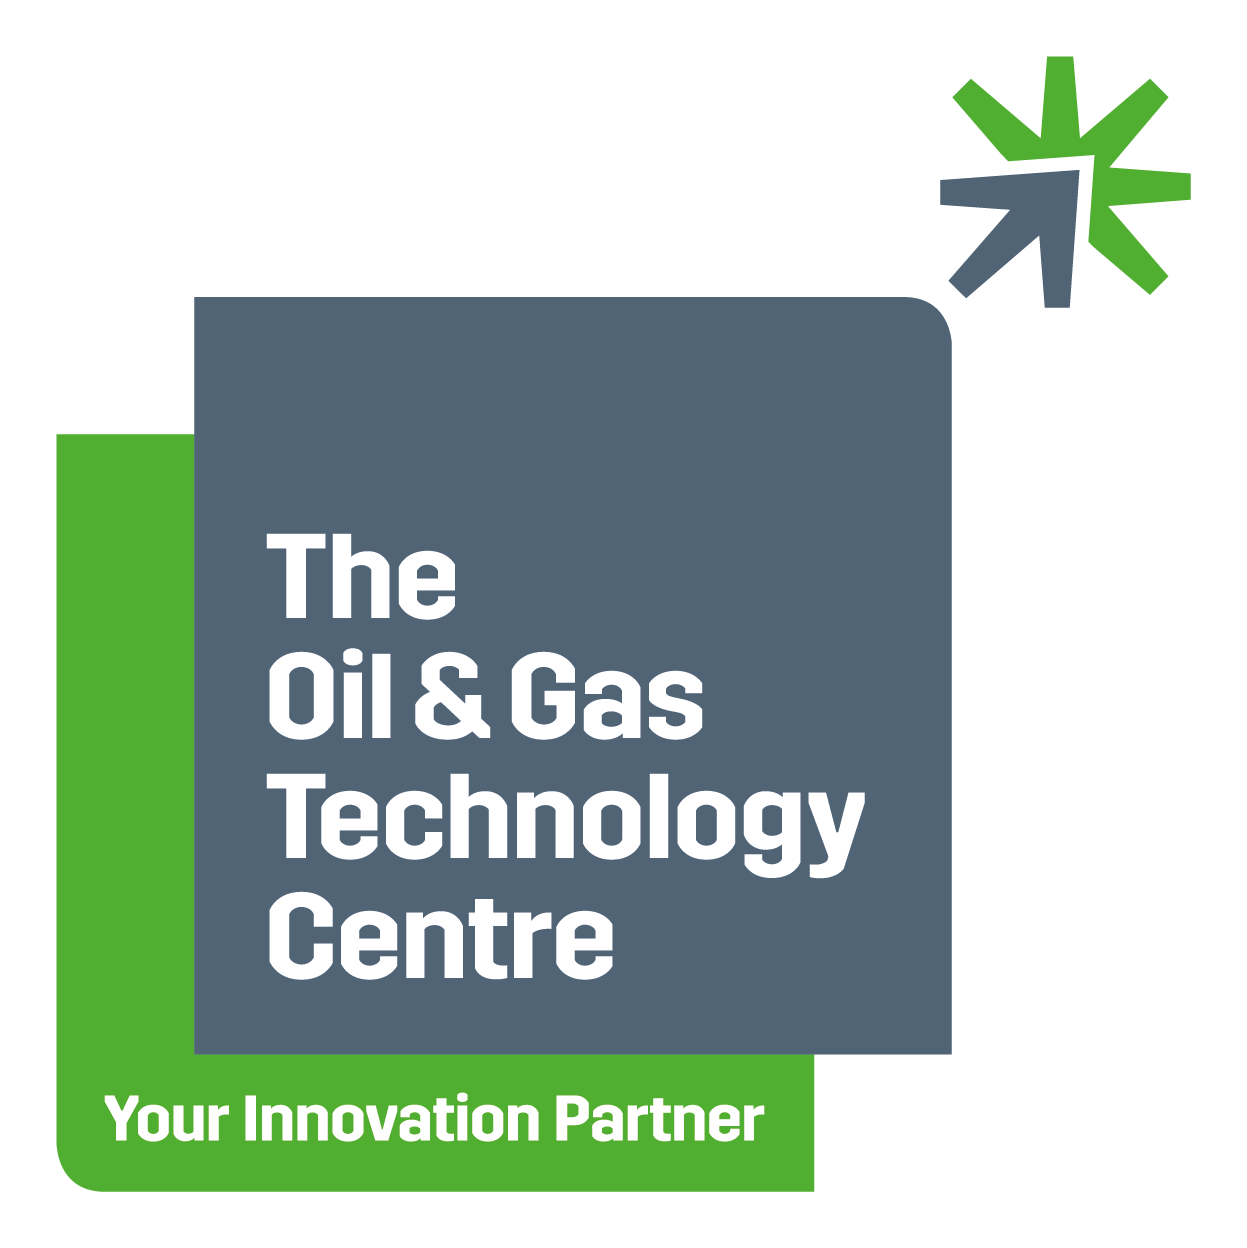 The
Oil & Gas
Technology
Centre
Your Innovation Partner